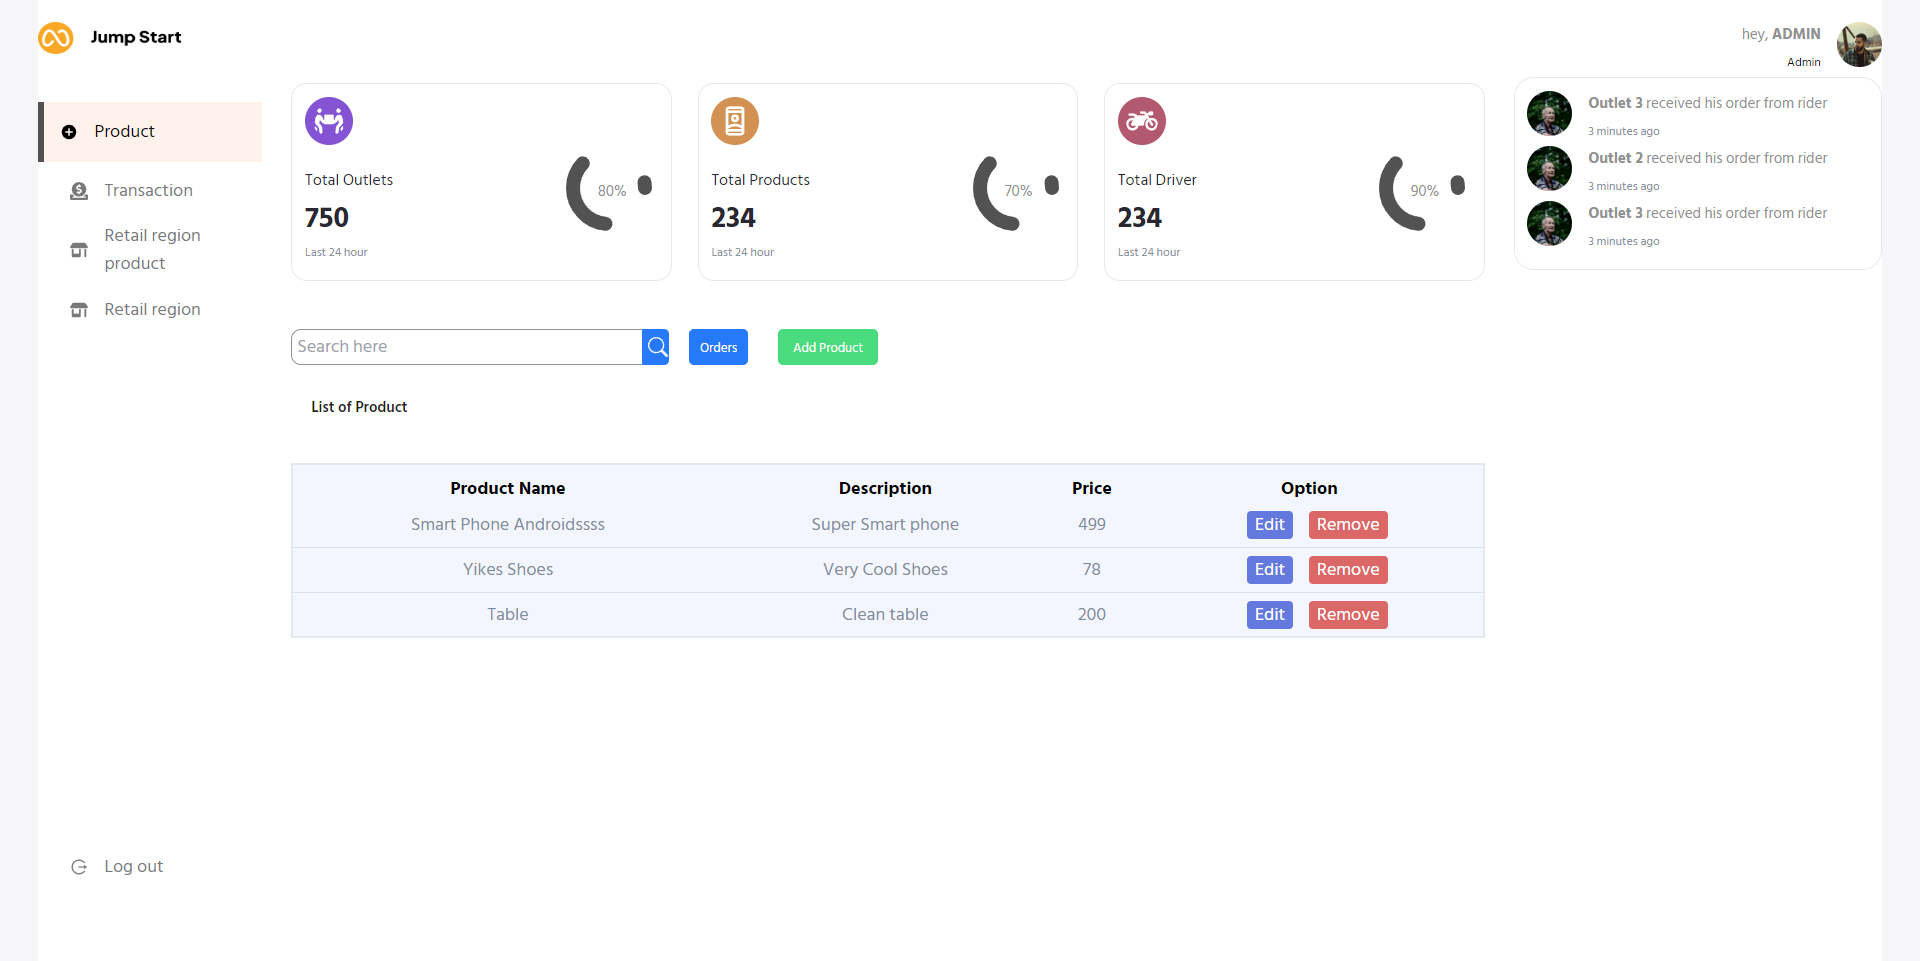 Jump Start
hey, ADMIN
Admin
Product
Transaction
Retail region
product
Retail region
Log out
Total Outlets
750
Last 24 hour
80%
Total Products
234
Last 24 hour
70%
Total Driver
234
Last 24 hour
90%
Outlet 3 received his order from rider
3 minutes ago
Outlet 2 received his order from rider
3 minutes ago
Outlet 3 received his order from rider
3 minutes ago
Search here
Orders
Add Product
List of Product
Product Name Description Price Option
Smart Phone Androidssss Super Smart phone 499 Edit Remove
Yikes Shoes Very Cool Shoes 78 Edit Remove
Table Clean table 200 Edit Remove